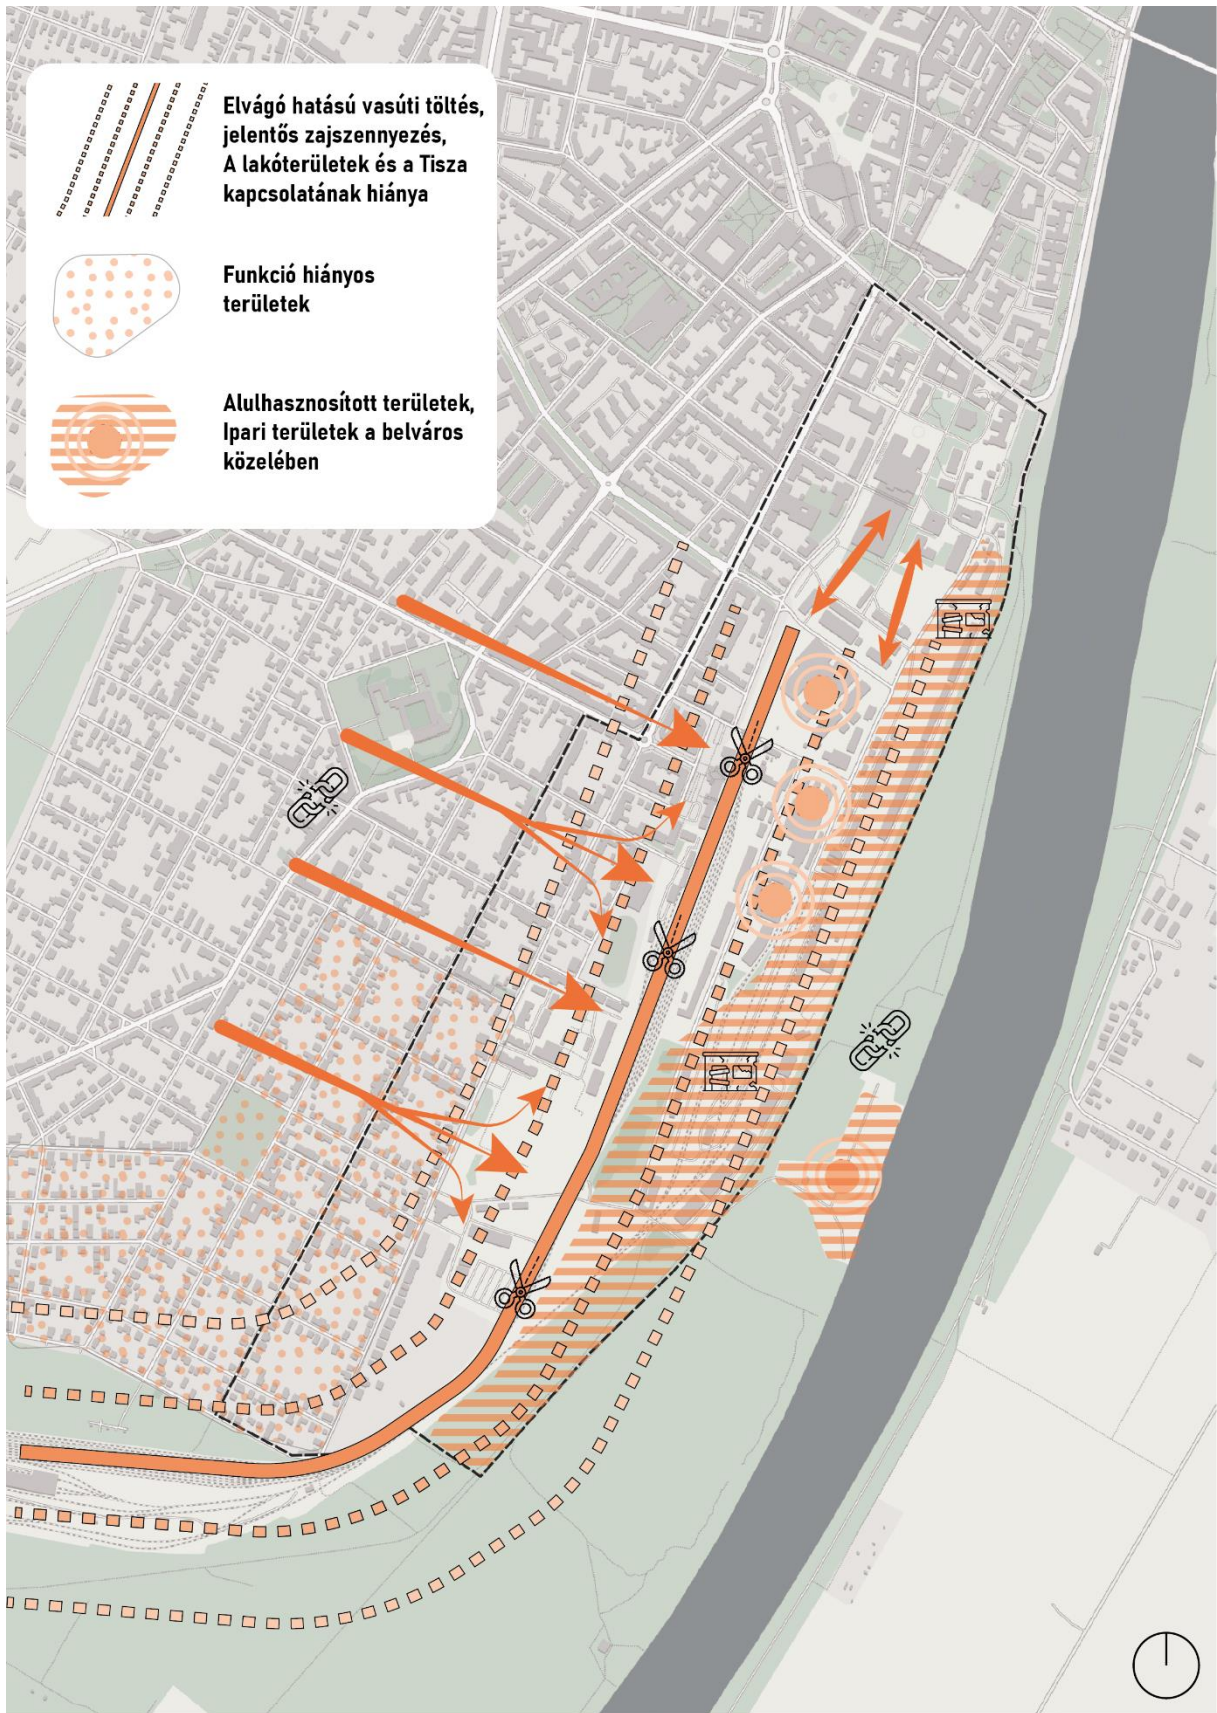 Elvágó hatású vasúti töltés,
jelentős zajszennyezés,
A lakóterületek és a Tisza
kapcsolatának hiánya
Funkció hiányos
területek
Alulhasznosított területek,
Ipari területek a belváros
közelében